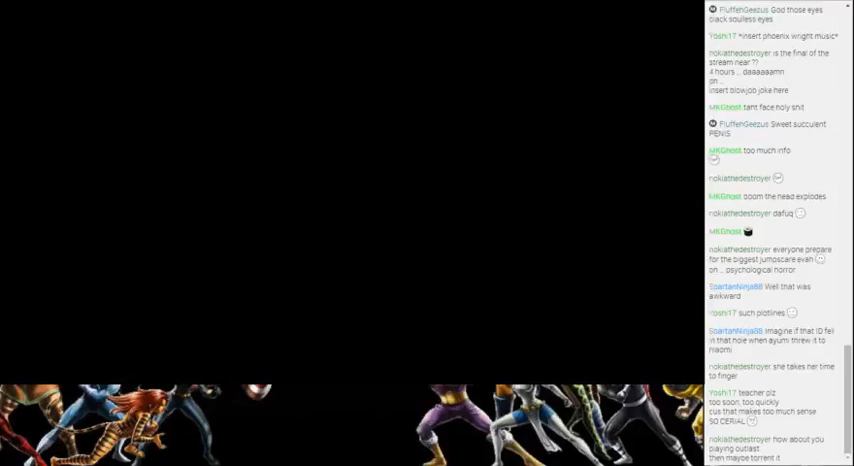 FluffehGeezus God those eyes
black soulless eyes
Yoshi17 *insert phoenix wright music*
nokiathedestroyer is the final of the
stream near ??
4 hours .. daaaaamn
on ..
insert blowjob joke here
MKGhost tant face holy shit
FluffehGeezus Sweet succulent
PENIS
MKGhost too much info
nokiathedestroyer
MKGhost boom the head explodes
nokiathedestroyer dafuq
MKGhost
nokiathedestroyer everyone prepare
for the biggest jumpscare evah
oh .. psychological horror
SpartanNinja88 Well that was
awkward
Yoshi17 such plotlines
SpartanNinja88 Imagine if that ID fell
in that hole when ayumi threw it to
niaomi
nokiathedestroyer she takes her time
to finger
Yoshi17 teacher plz
too soon, too quickly
cus that makes too much sense
SO CERIAL
nokiathedestroyer how about you
playing outlast
then maybe torrent it